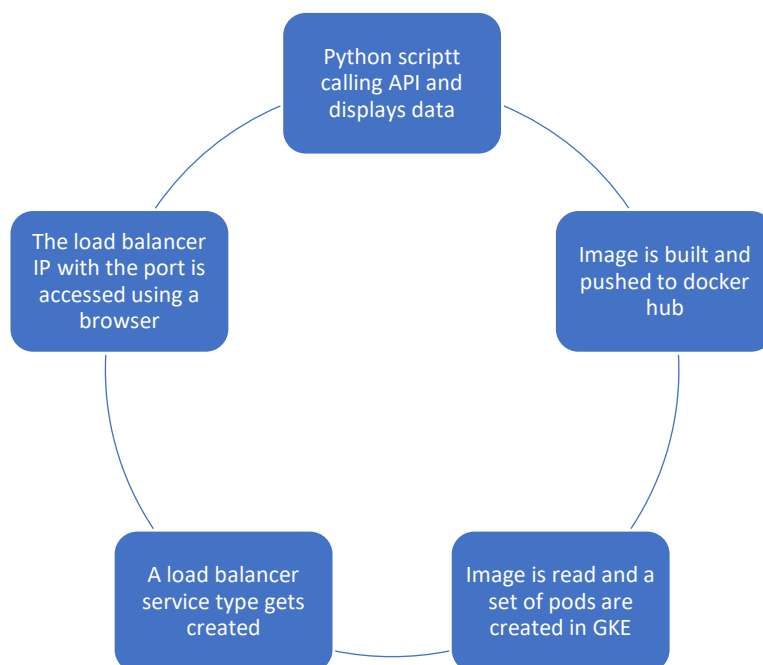 Python scriptt
calling API and
displays data
Image is built and
pushed to docker
hub
Image is read and a
set of pods are
created in GKE
A load balancer
service type gets
created
The load balancer
IP with the port is
accessed using a
browser